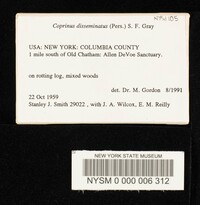 Coprinus disseminatus (Pers.) S. F. Gray
USA: NEW YORK: COLUMBIA COUNTY
1 mile south of Old Chatham: Allen DeVoe Sanctuary.
on rotting log, mixed woods
det. Dr. M. Gordon 8/1991
22 Oct 1959
Stanley J. Smith 29022 , with J. A. Wilcox, E. M. Reilly
NEW YORK STATE MUSEUM
NYSM 0 000 006 312